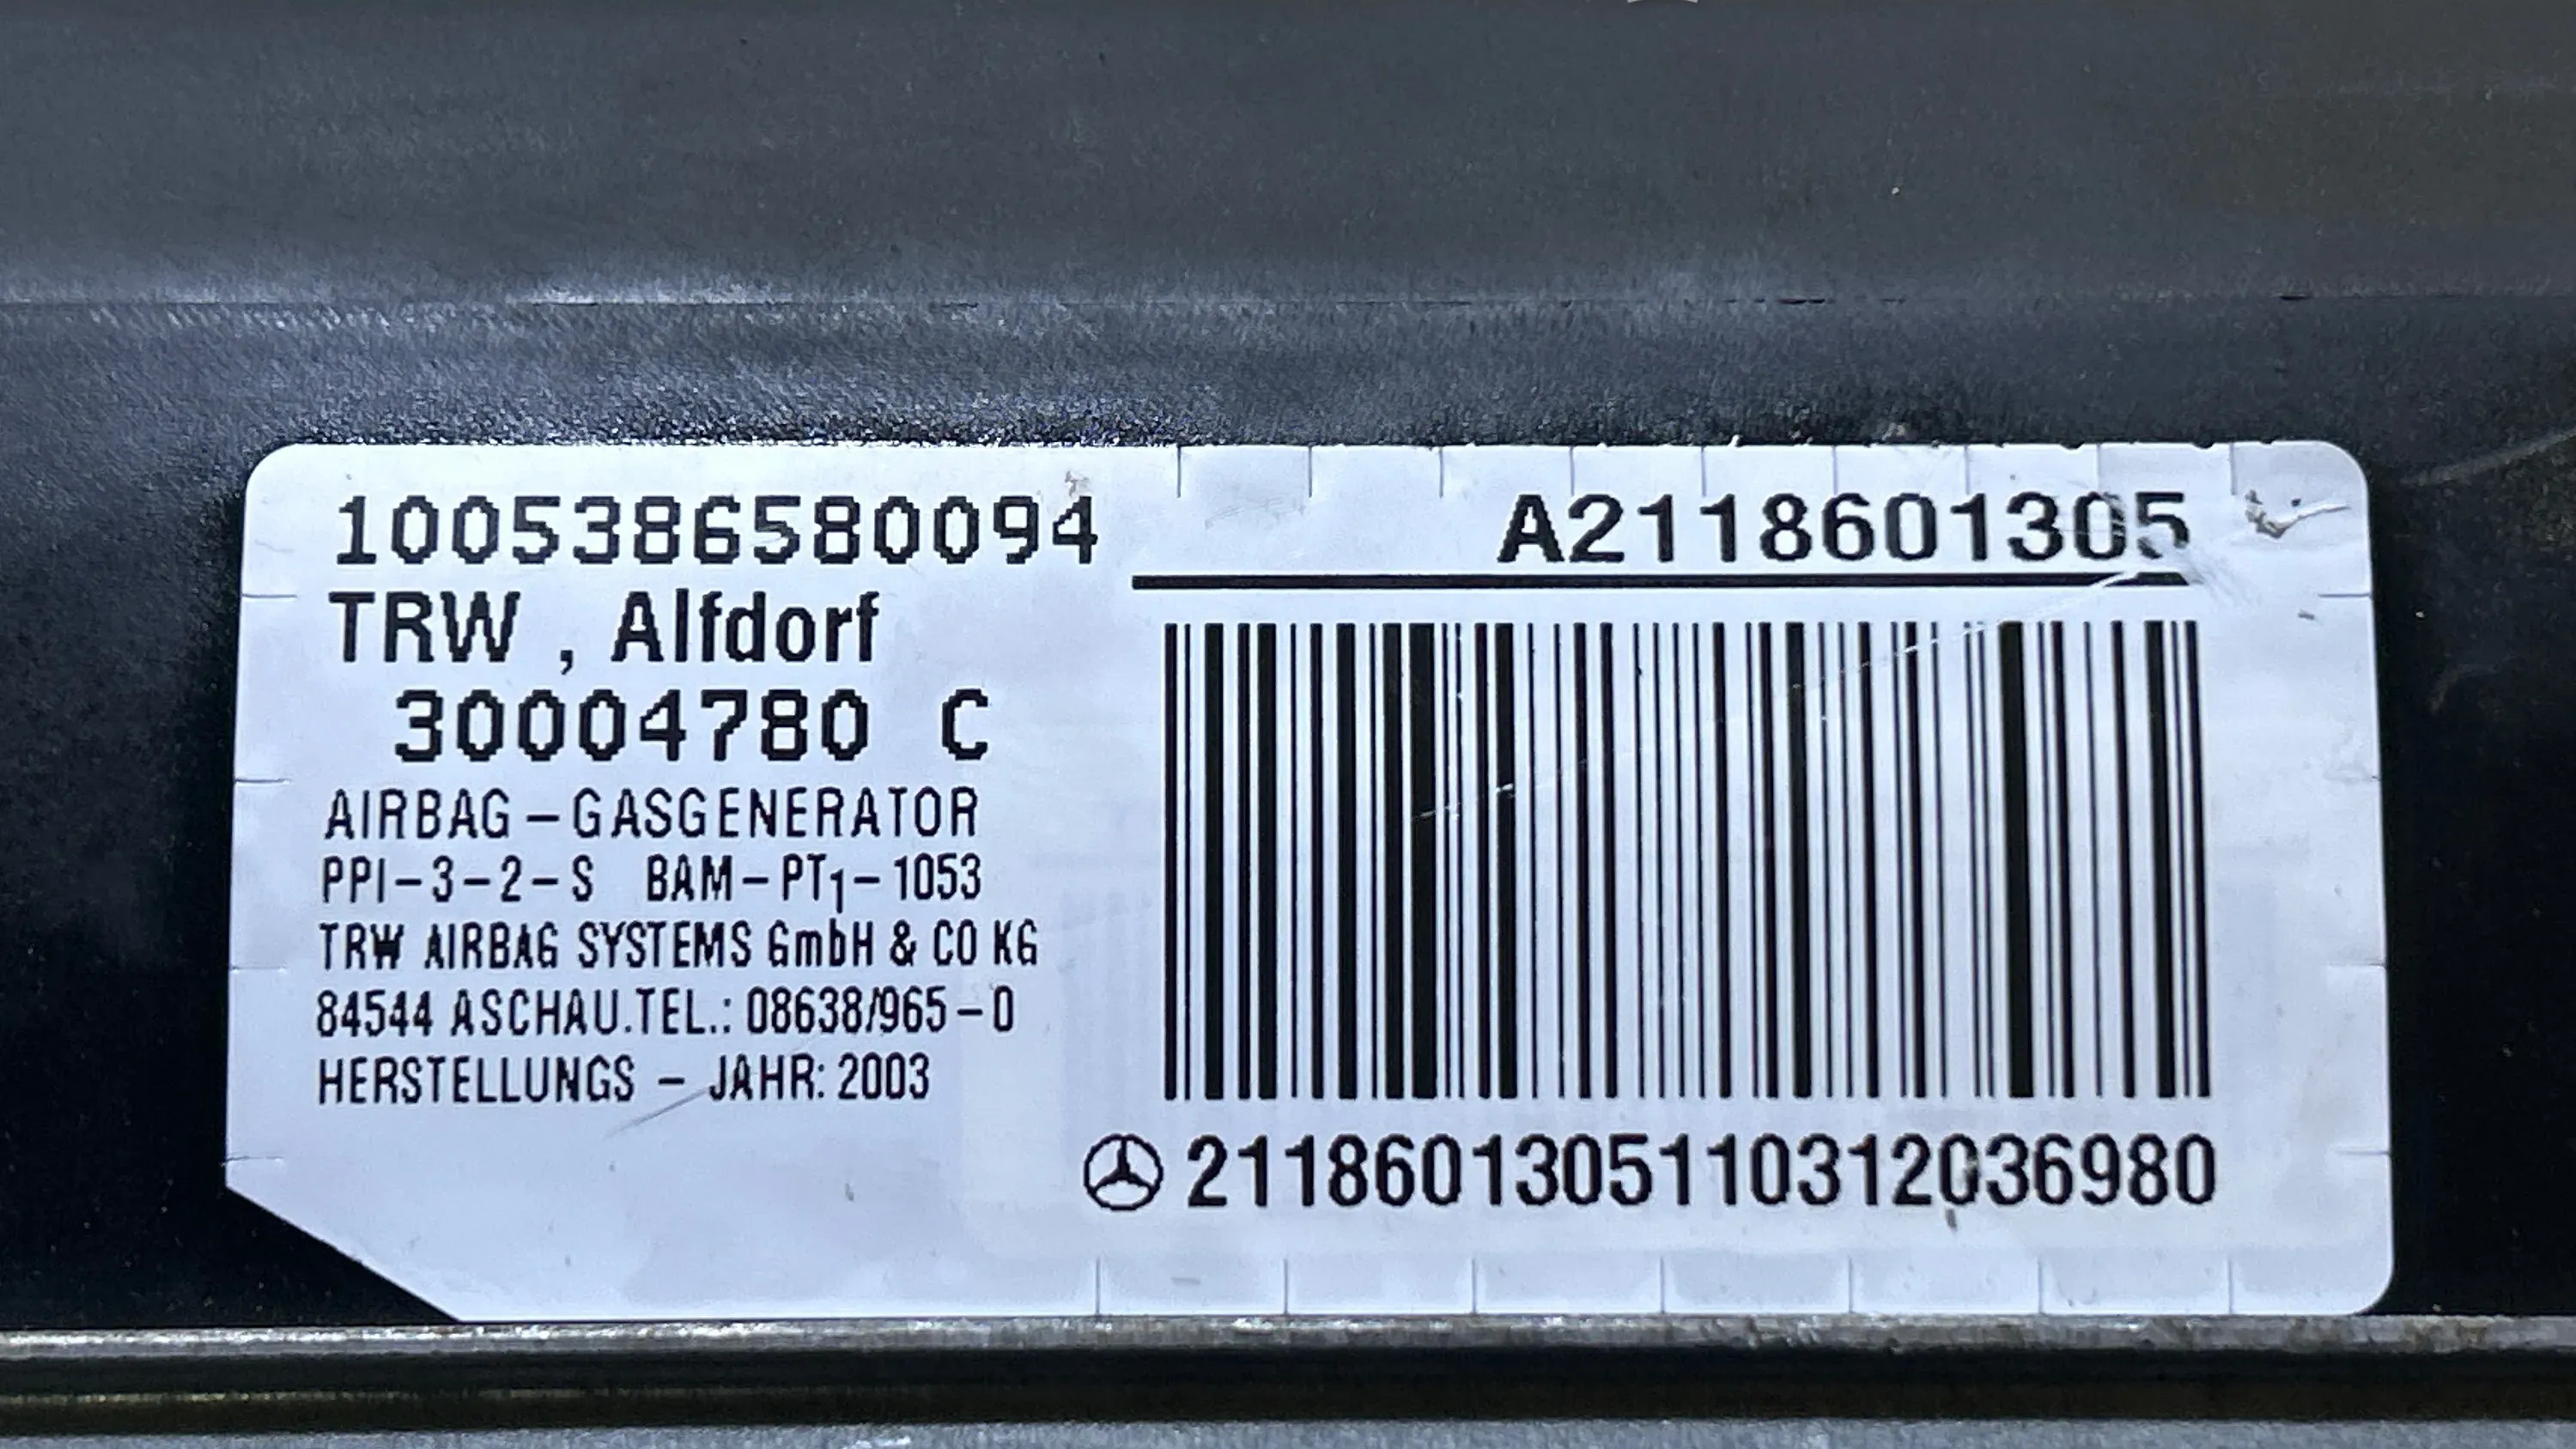 1005386580094
A2118601305
TRW , Alfdorf
30004780 C
AIRBAG-GASGENERATOR
PPI-3-2-S BAM-PT1-1053
TRW AIRBAG SYSTEMS GmbH & CO KG
84544 ASCHAU.TEL.: 08638/965-0
HERSTELLUNGS - JAHR: 2003
2118601305110312036980